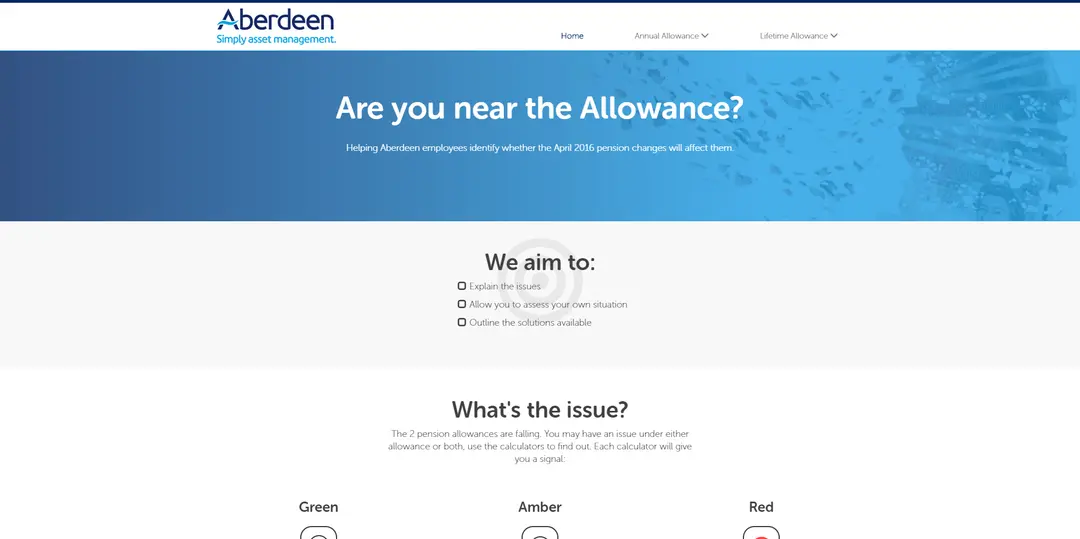 Aberdeen
Simply asset management.
Home
Annual Allowance
Lifetime Allowance
Are you near the Allowance?
Helping Aberdeen employees identify whether the April 2016 pension changes will affect them.
We aim to:
Explain the issues
Allow you to assess your own situation
Outline the solutions available
What's the issue?
The 2 pension allowances are falling. You may have an issue under either
allowance or both, use the calculators to find out. Each calculator will give
you a signal:
Green
Amber
Red